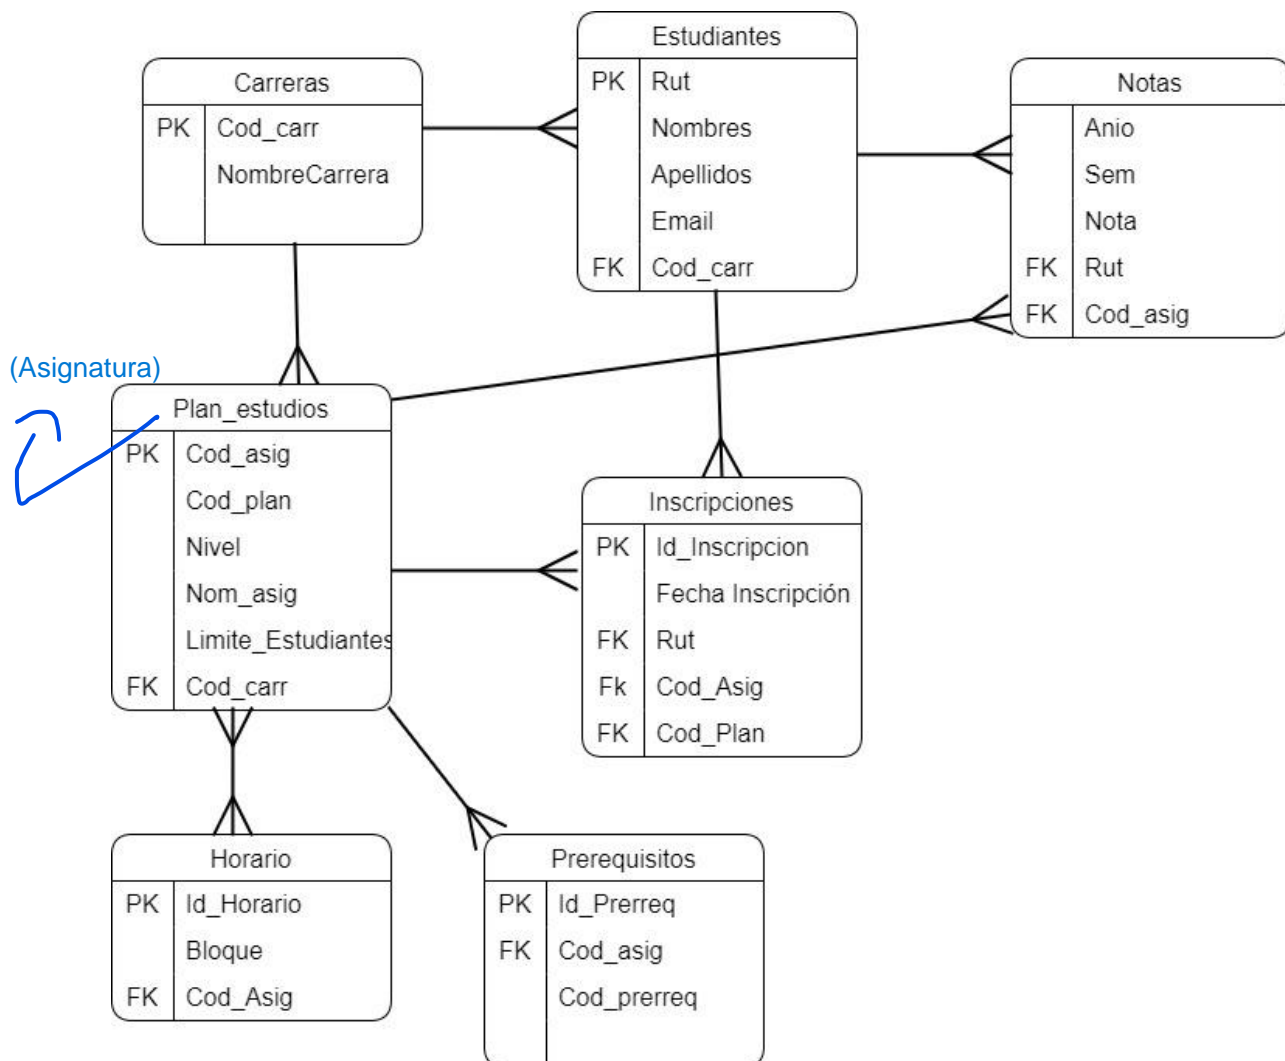 Carreras
PK Cod_carr
NombreCarrera
Estudiantes
PK Rut
Nombres
Apellidos
Email
FK Cod_carr
Notas
Anio
Sem
Nota
FK Rut
FK Cod_asig
(Asignatura)
Plan_estudios
PK Cod_asig
Cod_plan
Nivel
Nom_asig
Limite_Estudiantes
FK Cod_carr
Inscripciones
PK Id_Inscripcion
Fecha Inscripción
FK Rut
Fk Cod_Asig
FK Cod_Plan
Horario
PK Id_Horario
Bloque
FK Cod_Asig
Prerequisitos
PK Id_Prerreq
FK Cod_asig
Cod_prerreq